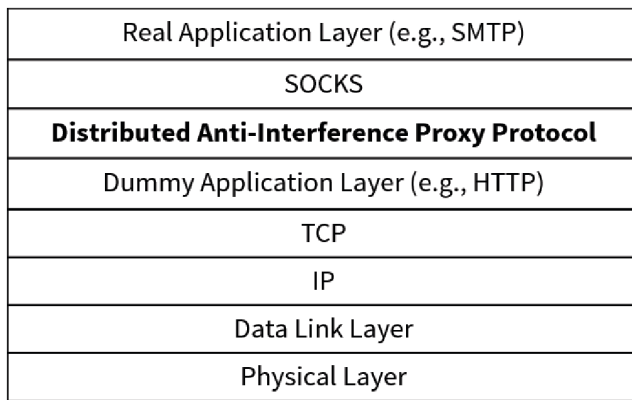 Real Application Layer (e.g., SMTP)
SOCKS
Distributed Anti-Interference Proxy Protocol
Dummy Application Layer (e.g., HTTP)
TCP
IP
Data Link Layer
Physical Layer